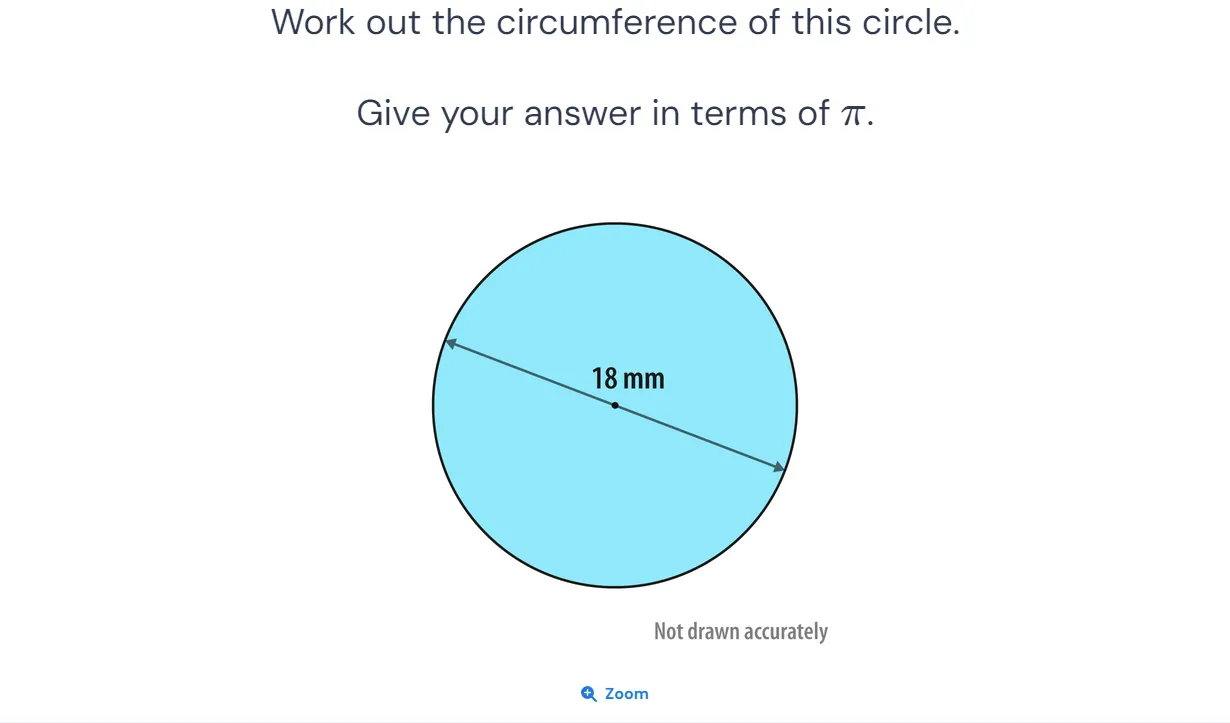 Work out the circumference of this circle.
Give your answer in terms of π.
18 mm
Not drawn accurately
Zoom